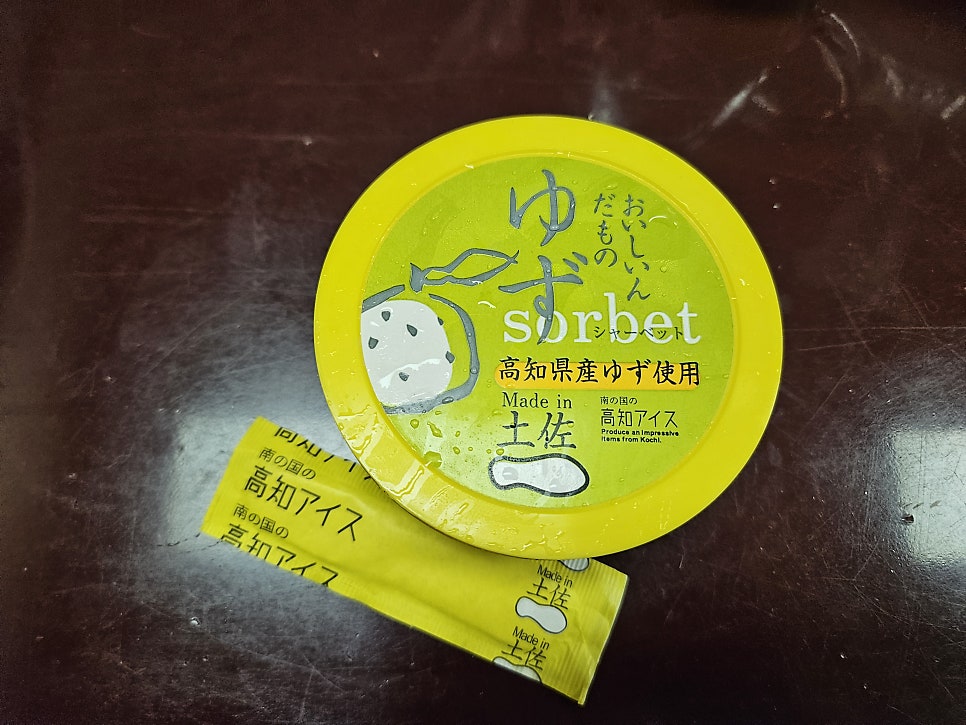 おいしいん
だもの
ゆず
sorbet
シャーベット
高知県産ゆず使用
Made in
土佐
南の国の
高知アイス
Produce an Impressive
Items from Kochi.
高知アイス
南の国の
高知アイス
南の国の
高知アイス
Made in
土佐
Made in
土佐